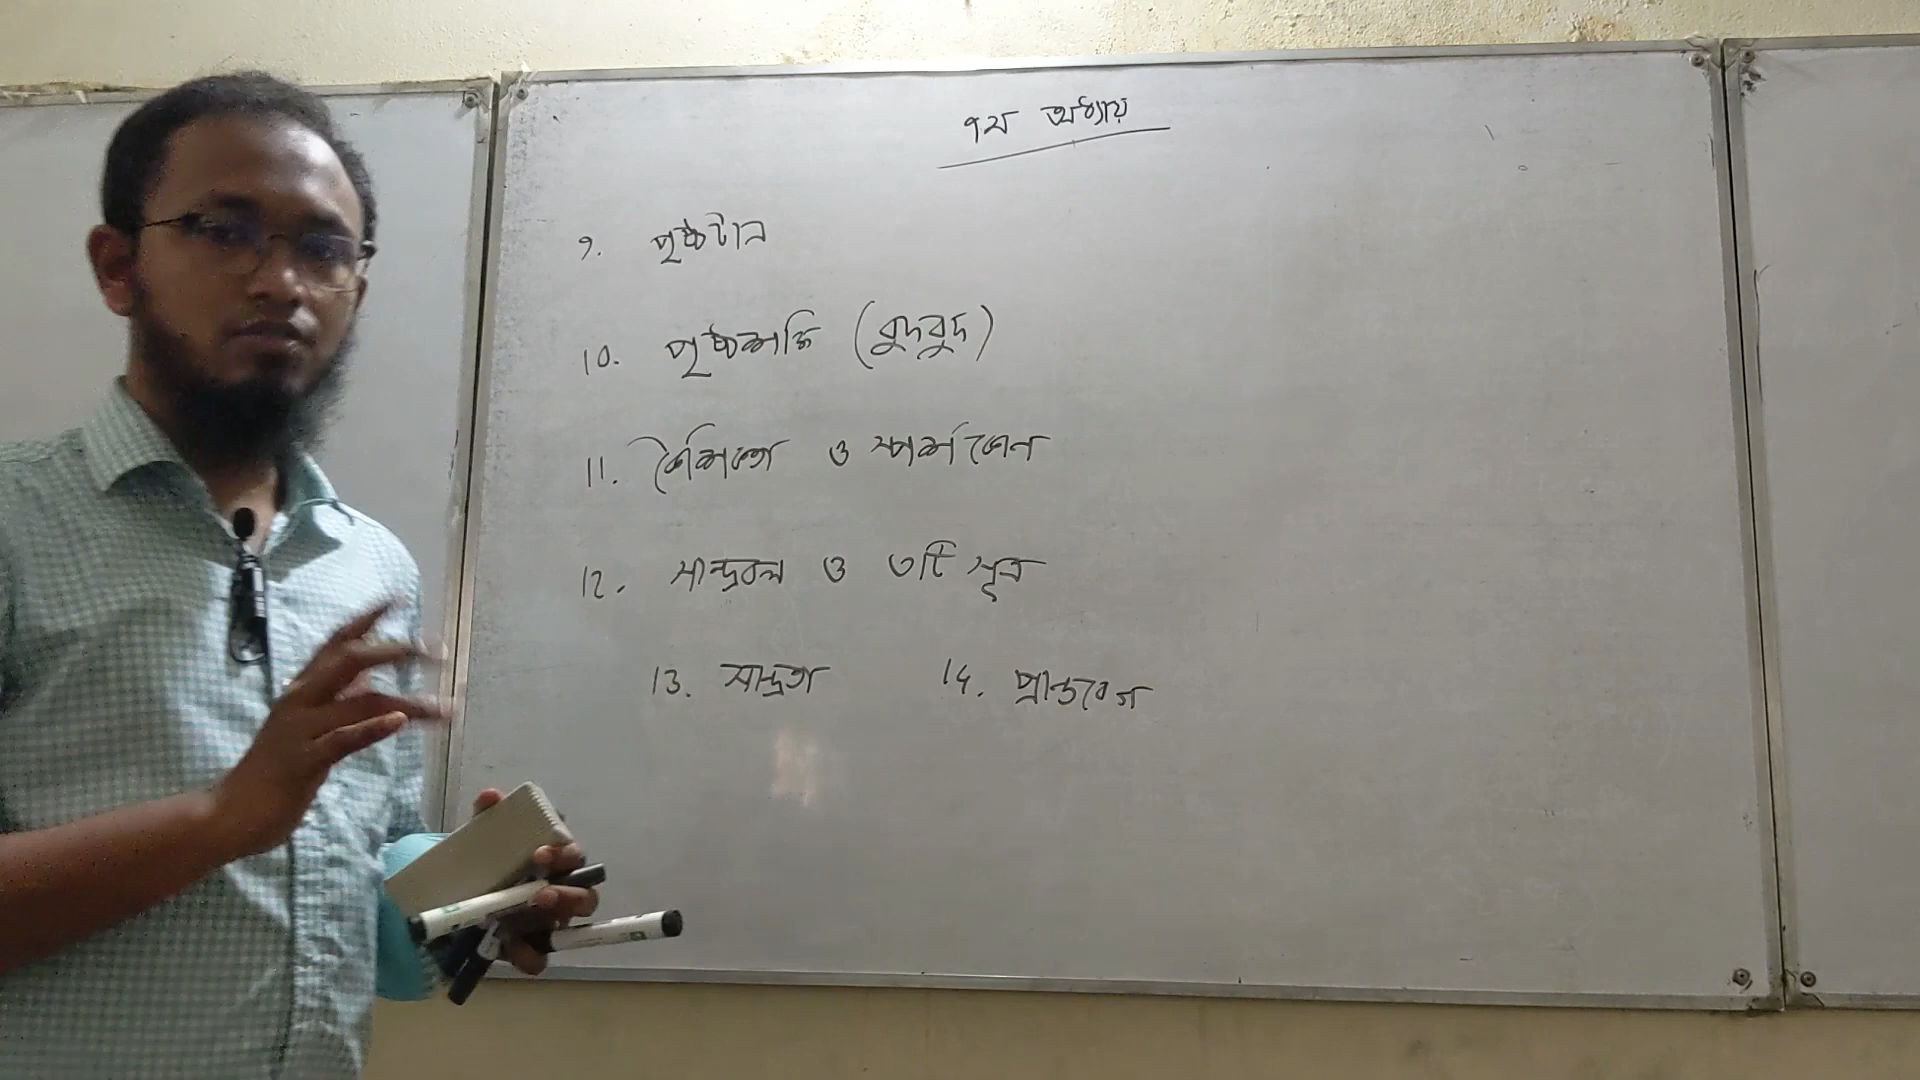 ৭ম অধ্যায়
9. পৃষ্ঠটান
10. পৃষ্ঠশক্তি (বুদবুদ)
11. কৈশিকতা ও স্পর্শকোণ
12. সান্দ্রবল ও ৩টি সূত্র
13. সান্দ্রতা 14. প্রান্তবেগ